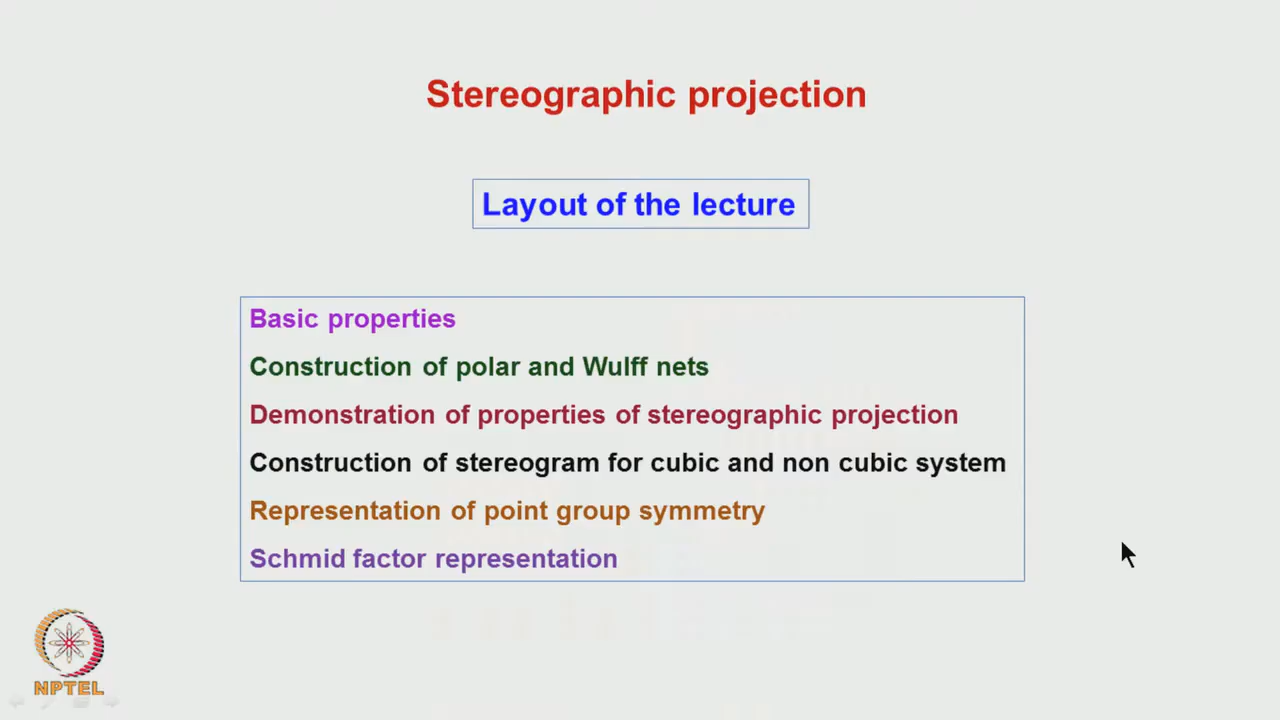 Stereographic projection
Layout of the lecture
Basic properties
Construction of polar and Wulff nets
Demonstration of properties of stereographic projection
Construction of stereogram for cubic and non cubic system
Representation of point group symmetry
Schmid factor representation
NPTEL